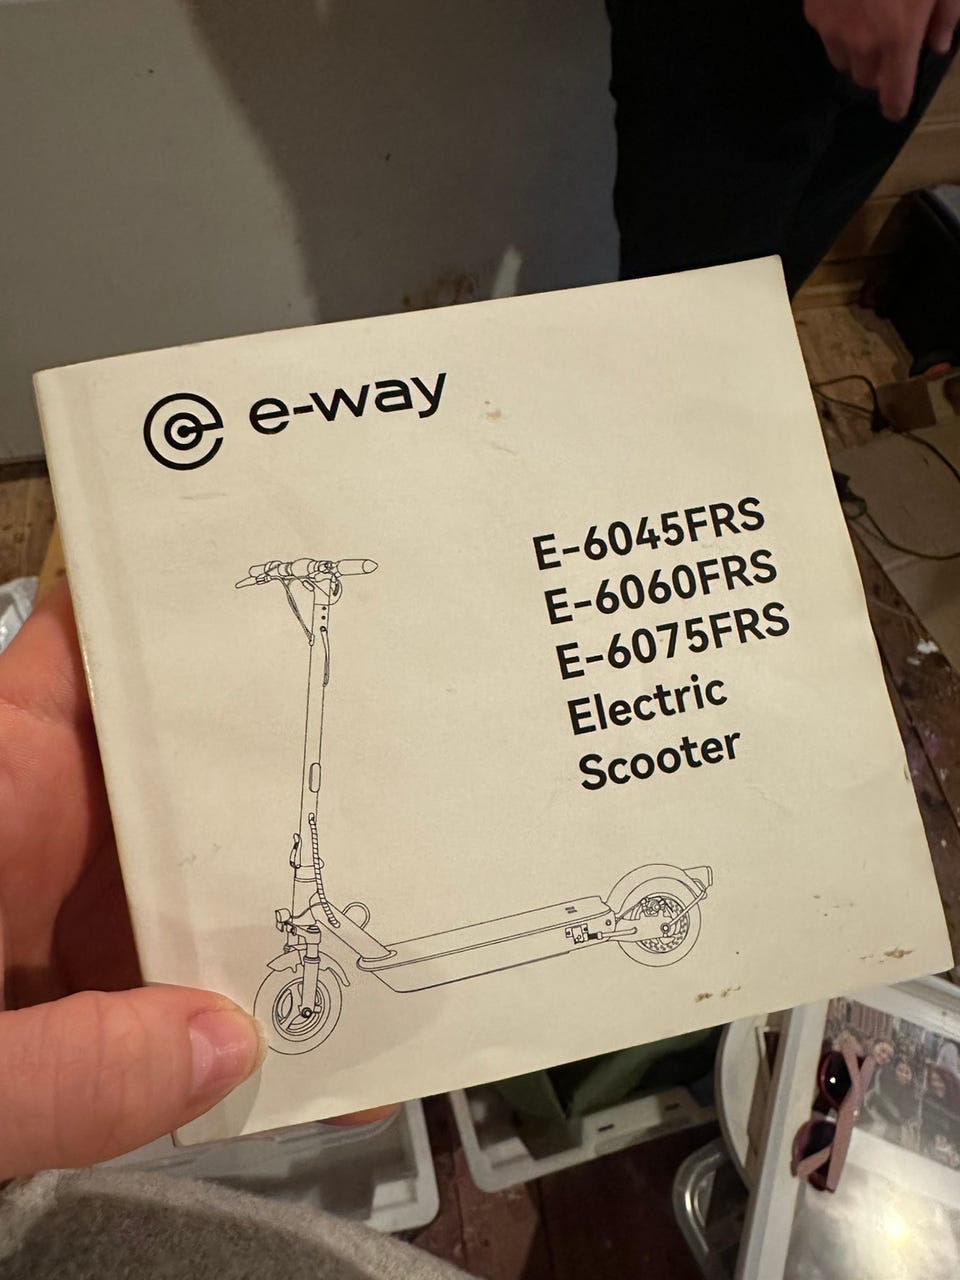 e-way
E-6045FRS
E-6060FRS
E-6075FRS
Electric
Scooter